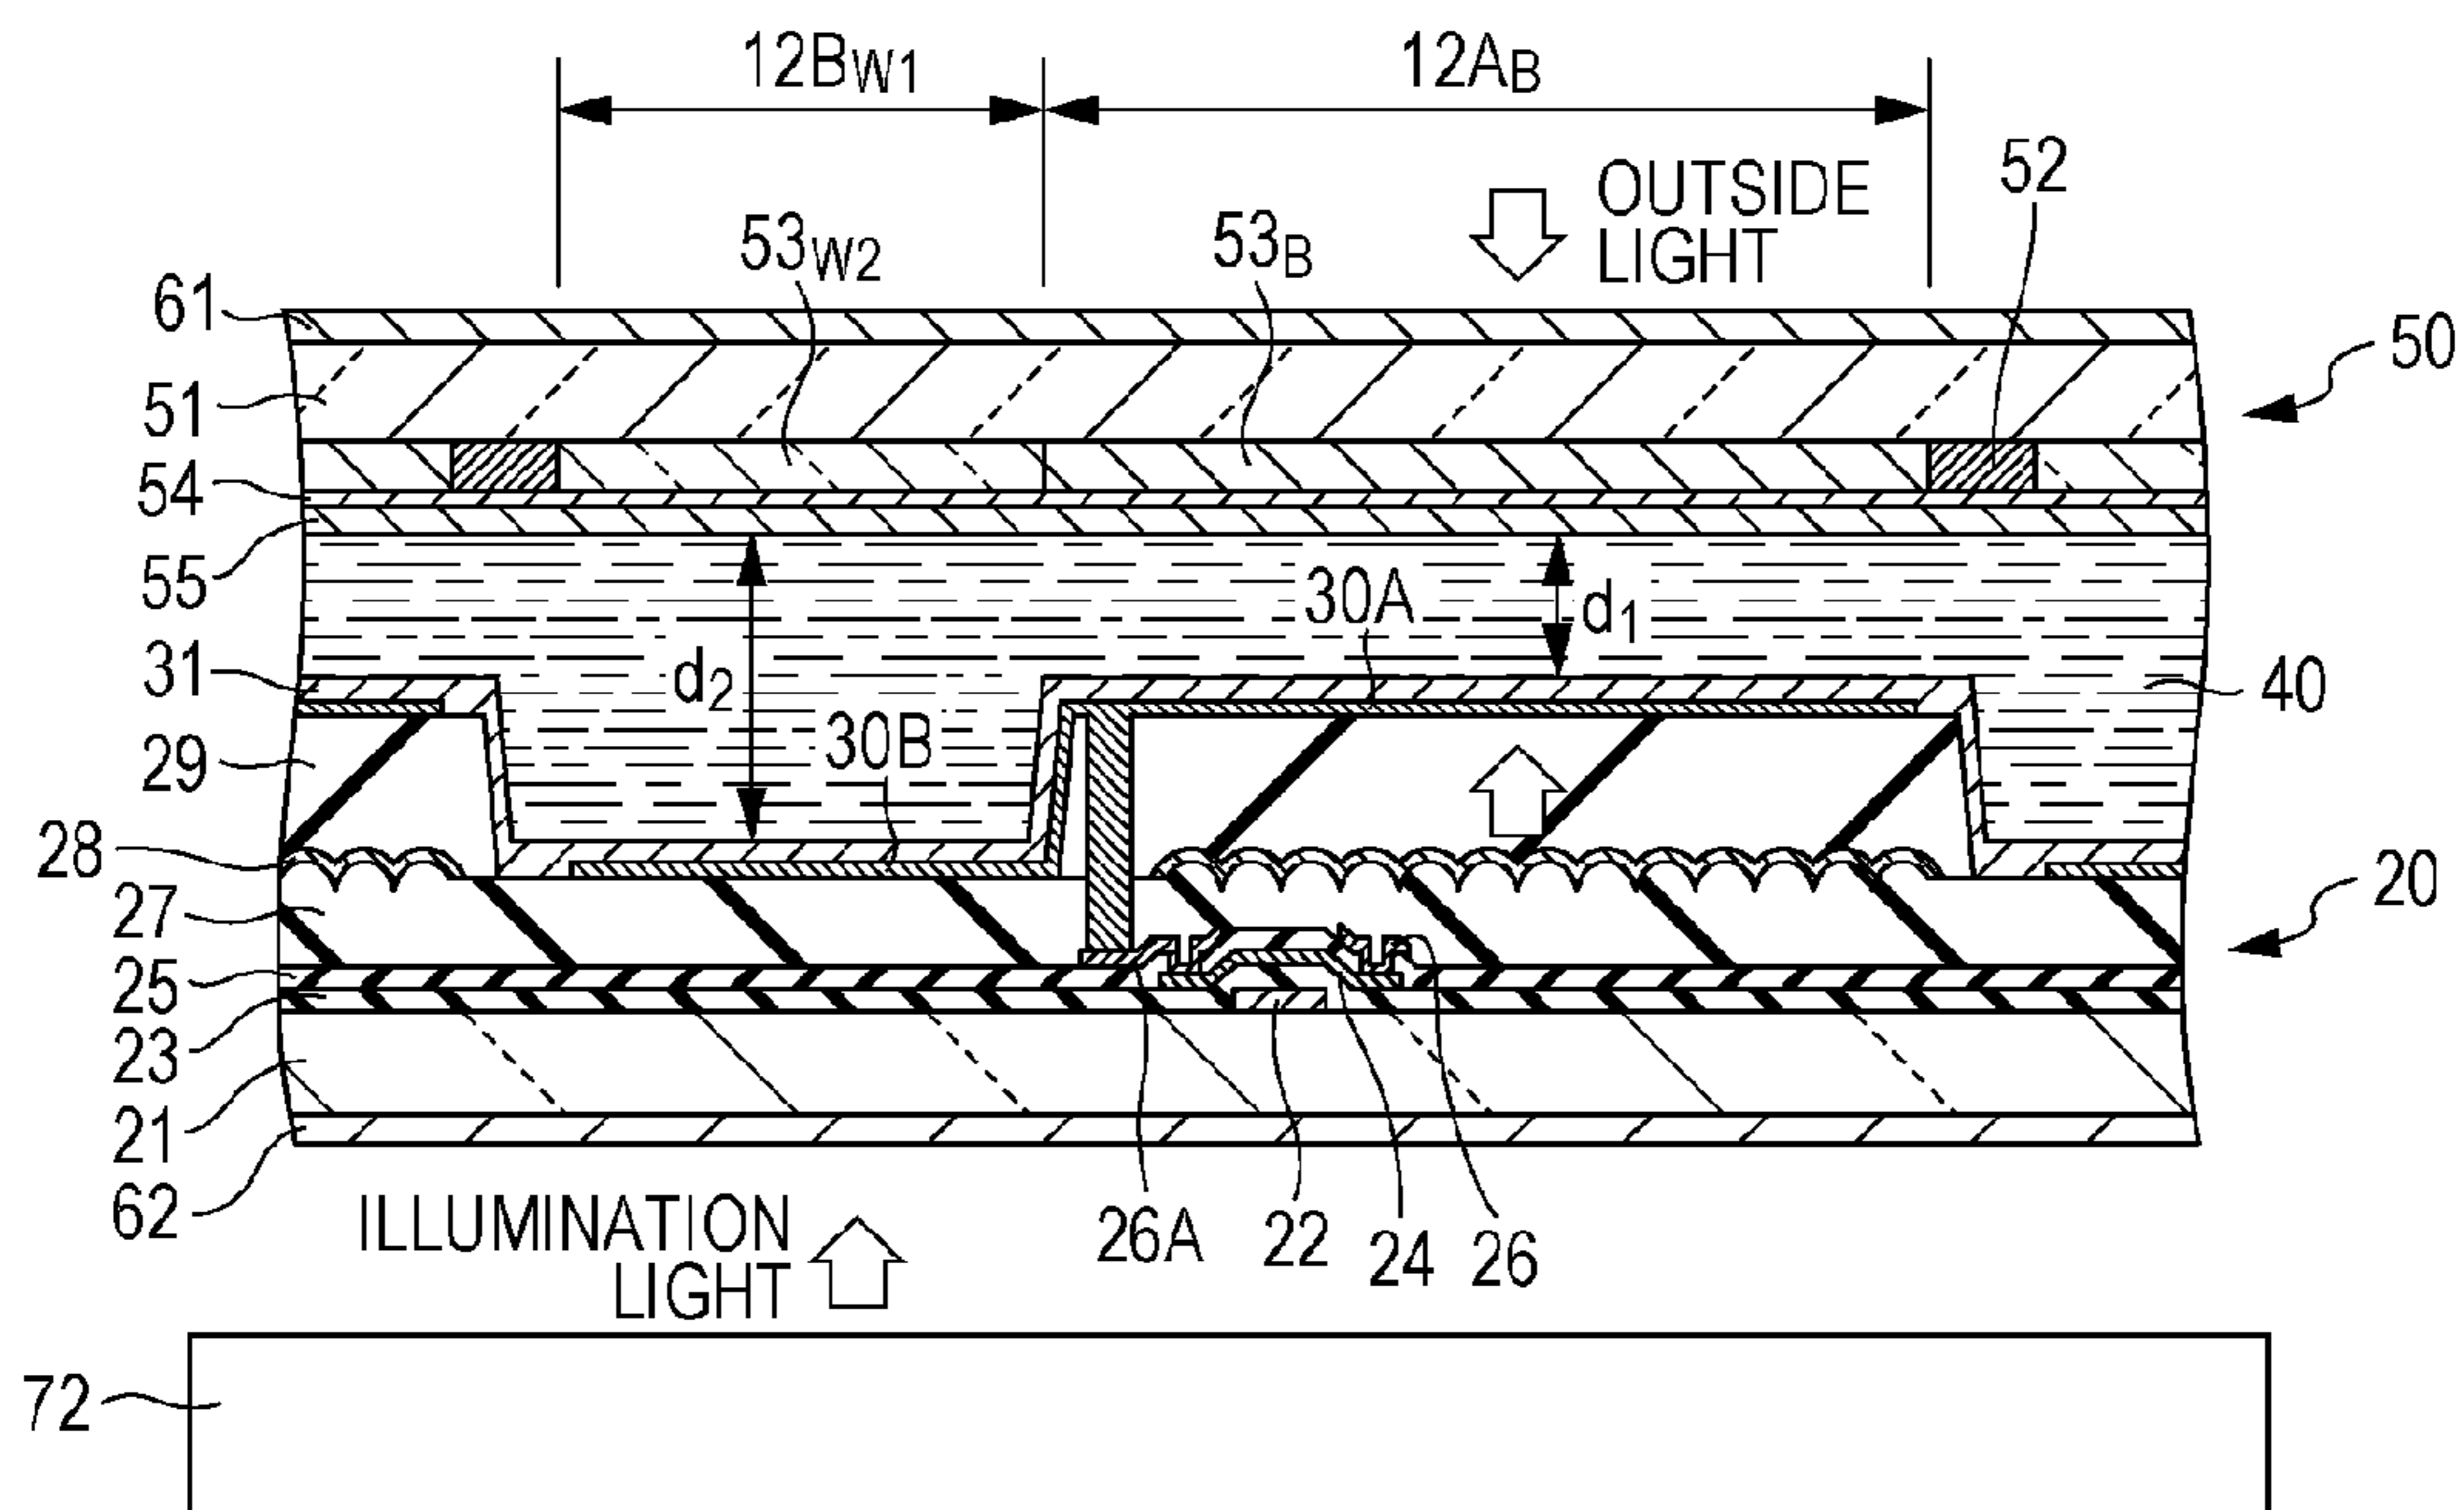 12BW1
12AB
OUTSIDE
LIGHT
52
53W2
53B
61
50
51
54
55
30A
d1
31
d2
40
29
30B
28
20
27
25
23
21
62
ILLUMINATION
LIGHT
26A
22
24
26
72